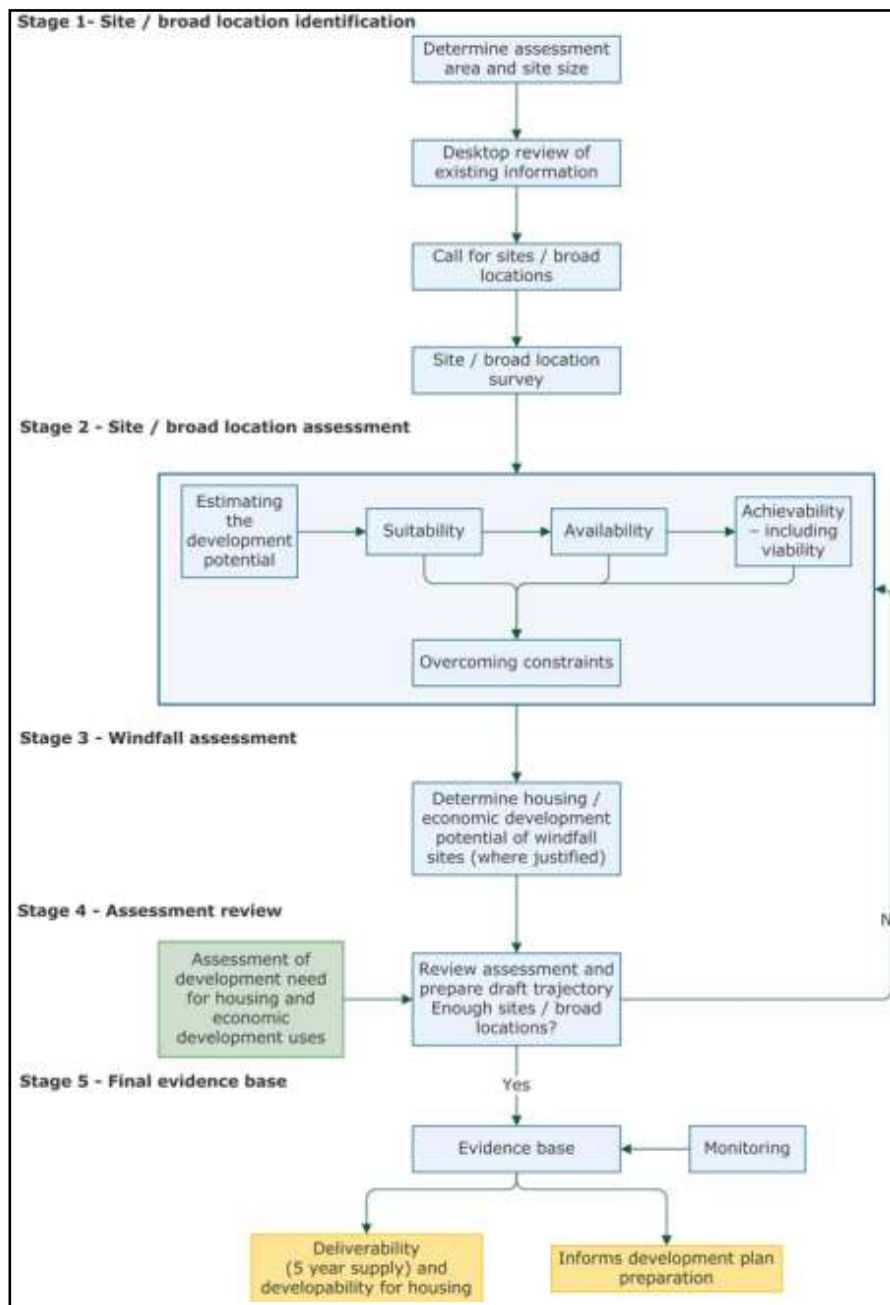 Stage 1- Site / broad location identification
Determine assessment
area and site size
Desktop review of
existing information
Call for sites / broad
locations
Site / broad location
survey
Stage 2 - Site / broad location assessment
Estimating
the
development
potential
Suitability
Availability
Achievability
– including
viability
Overcoming constraints
Stage 3 - Windfall assessment
Determine housing /
economic development
potential of windfall
sites (where justified)
Stage 4 - Assessment review
Assessment of
development need
for housing and
economic
development uses
Review assessment and
prepare draft trajectory
Enough sites / broad
locations?
Stage 5 - Final evidence base
Yes
Evidence base
Monitoring
Deliverability
(5 year supply) and
developability for housing
Informs development plan
preparation